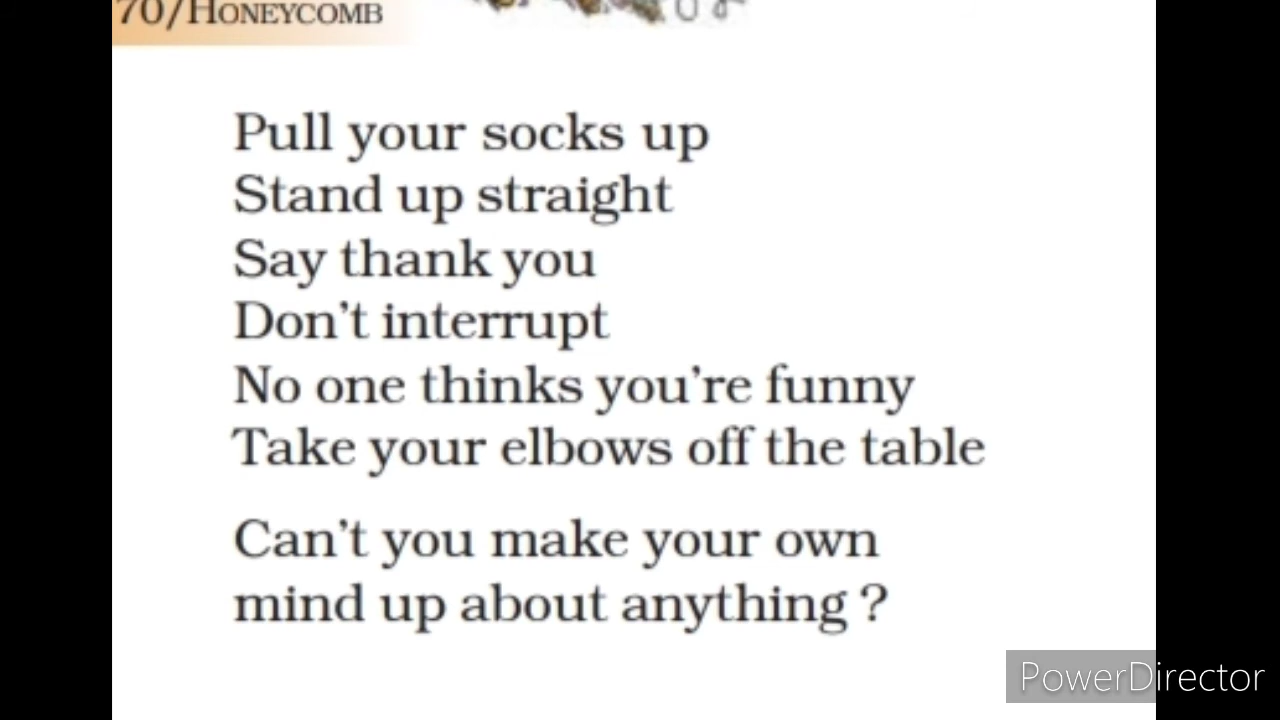 70/HONEYCOMB
Pull your socks up
Stand up straight
Say thank you
Don't interrupt
No one thinks you're funny
Take your elbows off the table
Can't you make your own
mind up about anything ?
PowerDirector